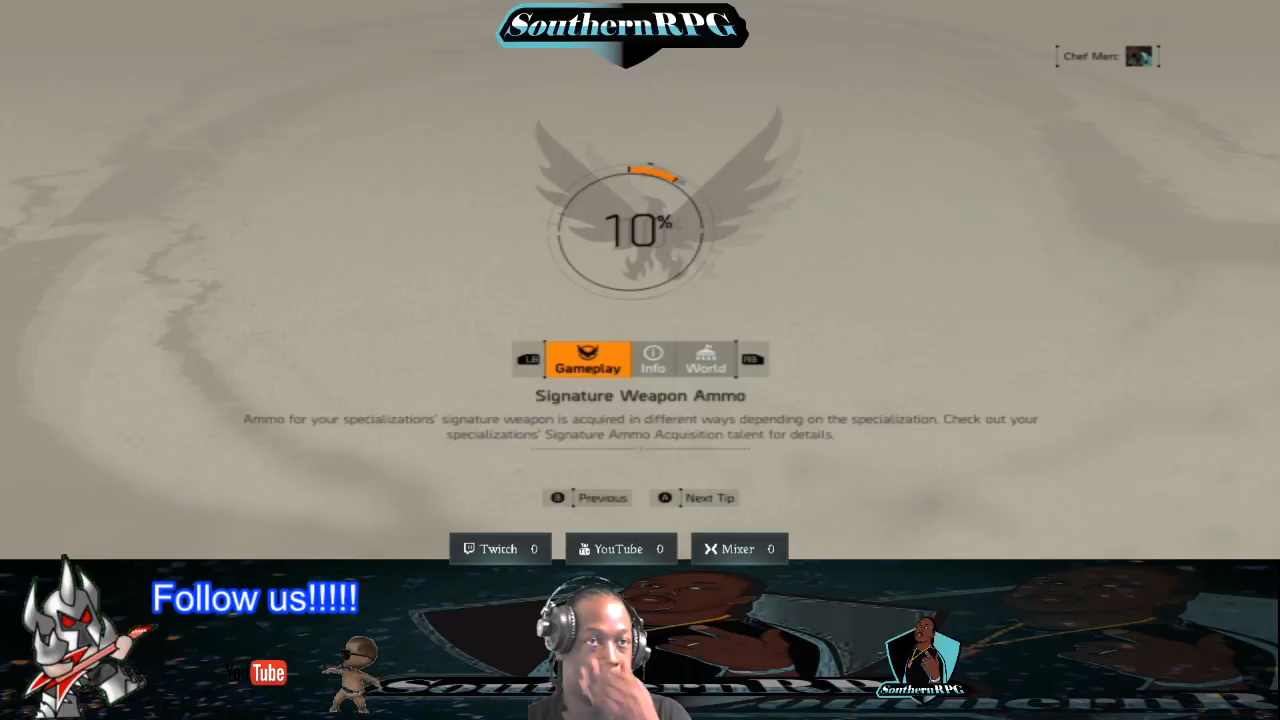 SouthernRPG
Chef Merc
10%
LB Gameplay Info World RB
Signature Weapon Ammo
Ammo for your specializations' signature weapon is acquired in different ways depending on the specialization. Check out your
specializations' Signature Ammo Acquisition talent for details.
B Previous A Next Tip
Twitch 0 YouTube 0 Mixer 0
Follow us!!!!!
YouTube
SouthernRPG